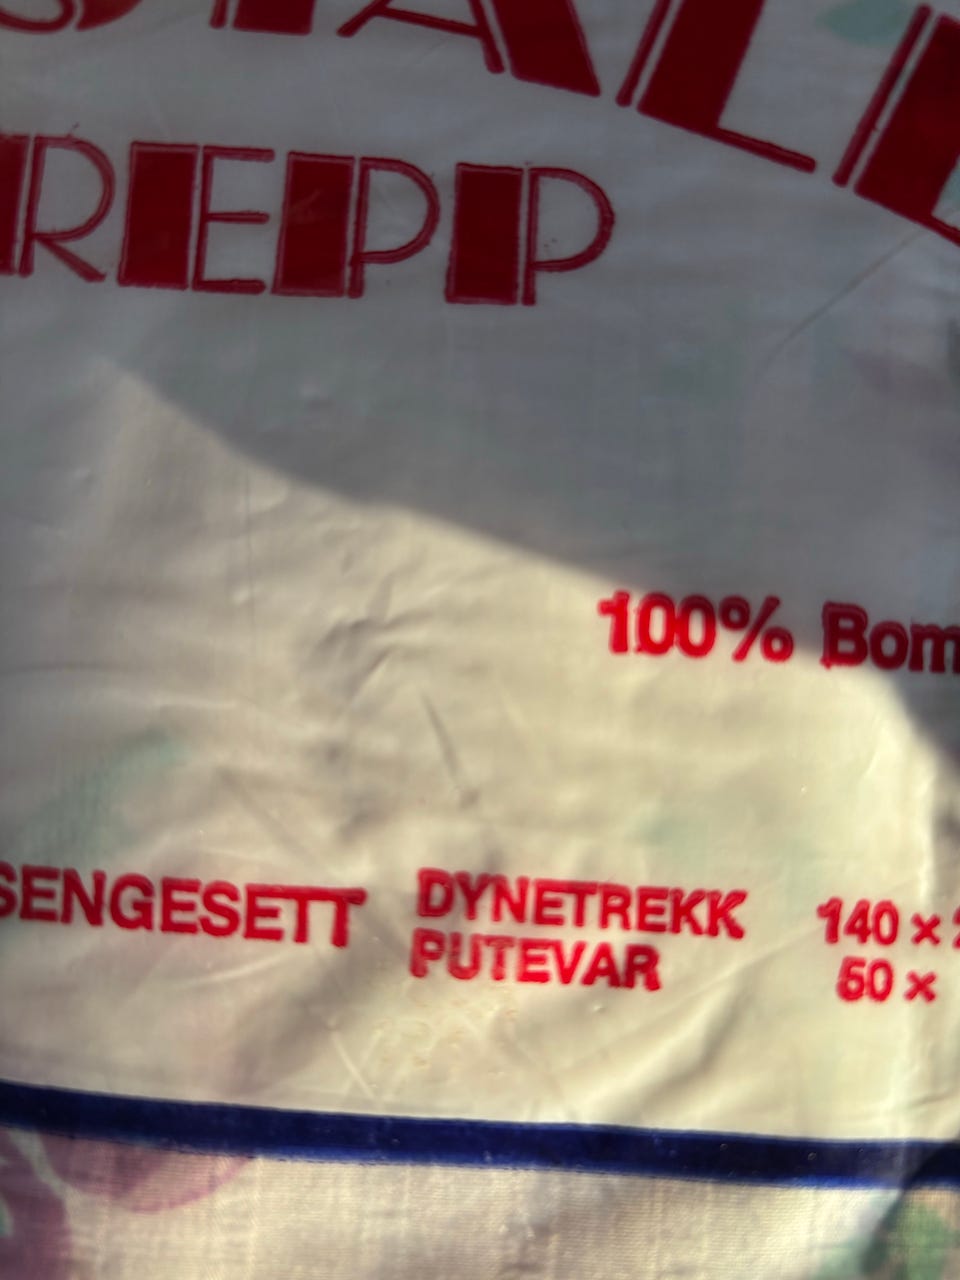 REPP
100% Bom
SENGESETT DYNETREKK 140 ×
PUTEVAR 50 ×